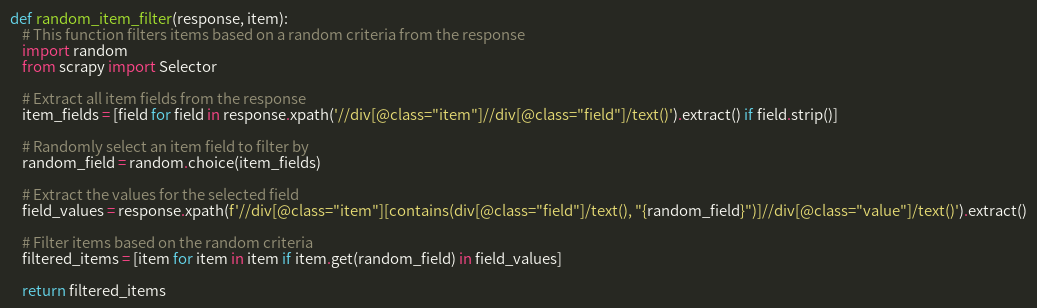 def random_item_filter(response, item):
    # This function filters items based on a random criteria from the response
    import random
    from scrapy import Selector

    # Extract all item fields from the response
    item_fields = [field for field in response.xpath('//div[@class="item"]//div[@class="field"]/text()').extract() if field.strip()]

    # Randomly select an item field to filter by
    random_field = random.choice(item_fields)

    # Extract the values for the selected field
    field_values = response.xpath(f'//div[@class="item"][contains(div[@class="field"]/text(), "{random_field}")]//div[@class="value"]/text()').extract()

    # Filter items based on the random criteria
    filtered_items = [item for item in item if item.get(random_field) in field_values]

    return filtered_items